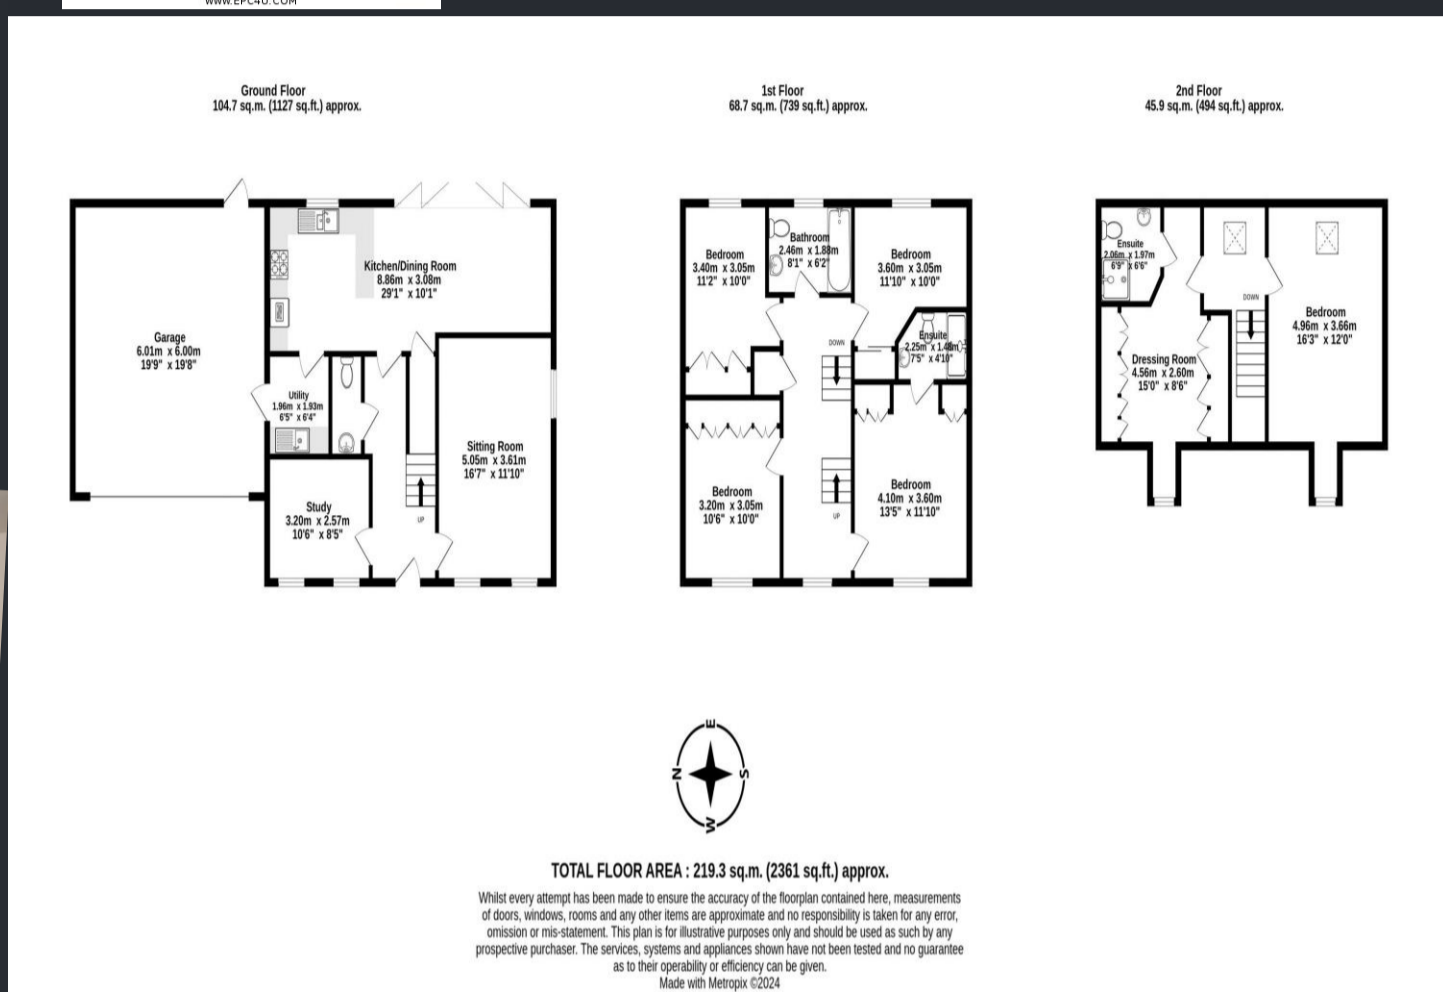 WWW.EPC4U.COM
Ground Floor
104.7 sq.m. (1127 sq.ft.) approx.
1st Floor
68.7 sq.m. (739 sq.ft.) approx.
2nd Floor
45.9 sq.m. (494 sq.ft.) approx.
Kitchen/Dining Room
8.86m x 3.08m
29'1" x 10'1"
Garage
6.01m x 6.00m
19'9" x 19'8"
Utility
1.96m x 1.93m
6'5" x 6'4"
Sitting Room
5.05m x 3.61m
16'7" x 11'10"
Study
3.20m x 2.57m
10'6" x 8'5"
UP
Bedroom
3.40m x 3.05m
11'2" x 10'0"
Bathroom
2.46m x 1.88m
8'1" x 6'2"
Bedroom
3.60m x 3.05m
11'10" x 10'0"
Ensuite
2.25m x 1.48m
7'5" x 4'10"
DOWN
Bedroom
3.20m x 3.05m
10'6" x 10'0"
Bedroom
4.10m x 3.60m
13'5" x 11'10"
UP
Ensuite
2.06m x 1.97m
6'9" x 6'6"
DOWN
Bedroom
4.96m x 3.66m
16'3" x 12'0"
Dressing Room
4.56m x 2.60m
15'0" x 8'6"
E
N
S
W
TOTAL FLOOR AREA : 219.3 sq.m. (2361 sq.ft.) approx.
Whilst every attempt has been made to ensure the accuracy of the floorplan contained here, measurements
of doors, windows, rooms and any other items are approximate and no responsibility is taken for any error,
omission or mis-statement. This plan is for illustrative purposes only and should be used as such by any
prospective purchaser. The services, systems and appliances shown have not been tested and no guarantee
as to their operability or efficiency can be given.
Made with Metropix ©2024